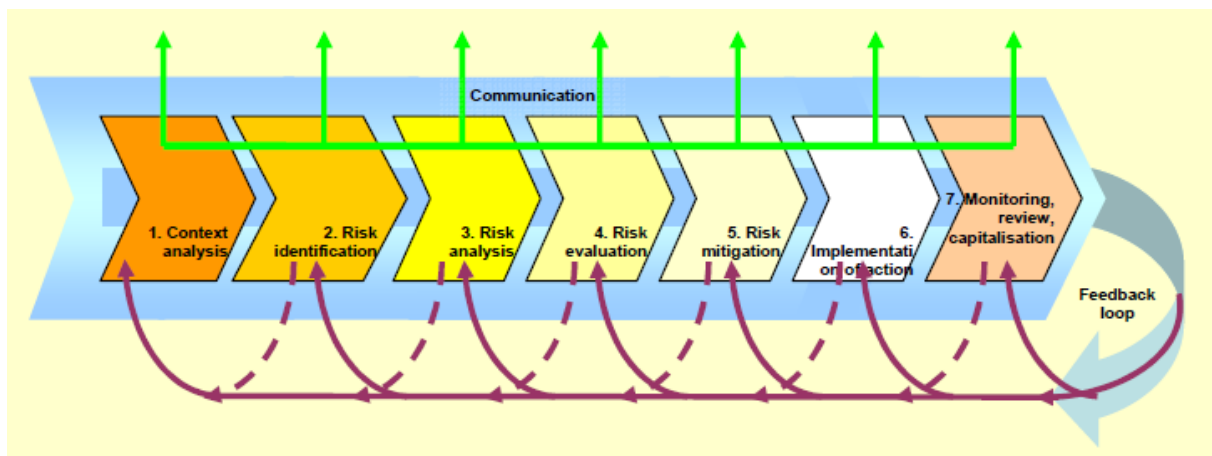 Communication
1. Context
analysis
2. Risk
identification
3. Risk
analysis
4. Risk
evaluation
5. Risk
mitigation
6.
Implementati
on of action
7. Monitoring,
review,
capitalisation
Feedback
loop